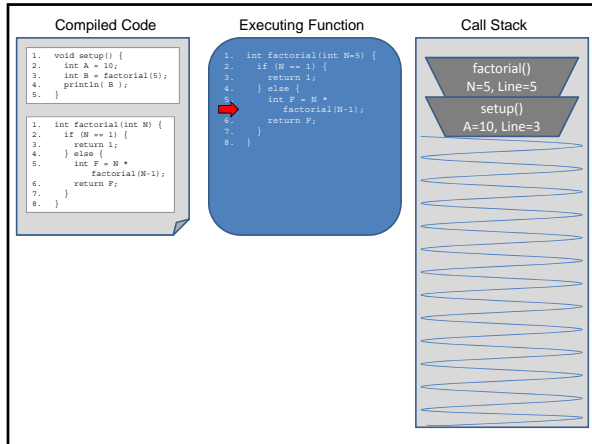 Compiled Code
1. void setup() {
2. int A = 10;
3. int B = factorial(5);
4. println( B );
5. }
1. int factorial(int N) {
2. if (N == 1) {
3. return 1;
4. } else {
5. int F = N *
factorial(N-1);
6. return F;
7. }
8. }
Executing Function
1. int factorial(int N=5) {
2. if (N == 1) {
3. return 1;
4. } else {
5. int F = N *
factorial(N-1);
6. return F;
7. }
8. }
Call Stack
factorial()
N=5, Line=5
setup()
A=10, Line=3